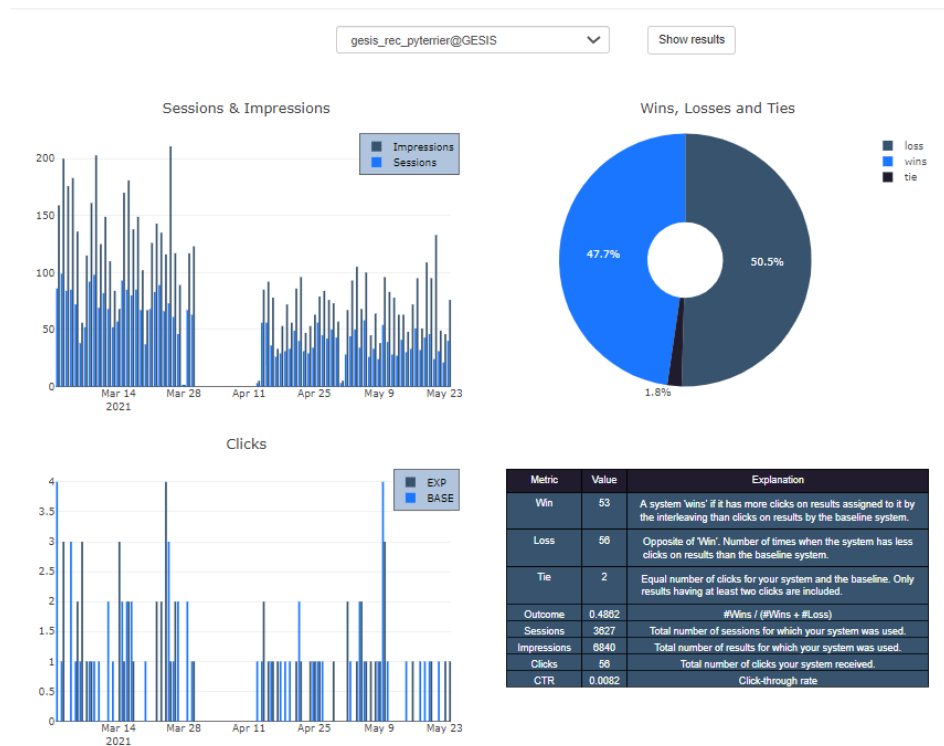 gesis_rec_pyterrier@GESIS
Show results
Sessions & Impressions
Impressions
Sessions
200
150
100
50
0
Mar 14
2021
Mar 28
Apr 11
Apr 25
May 9
May 23
Wins, Losses and Ties
loss
wins
tie
47.7%
50.5%
1.8%
Clicks
EXP
BASE
4
3.5
3
2.5
2
1.5
1
0.5
0
Mar 14
2021
Mar 28
Apr 11
Apr 25
May 9
May 23
Metric Value Explanation
Win 53 A system 'wins' if it has more clicks on results assigned to it by
the interleaving than clicks on results by the baseline system.
Loss 56 Opposite of 'Win'. Number of times when the system has less
clicks on results than the baseline system.
Tie 2 Equal number of clicks for your system and the baseline. Only
results having at least two clicks are included.
Outcome 0.4862 #Wins / (#Wins + #Loss)
Sessions 3627 Total number of sessions for which your system was used.
Impressions 6840 Total number of results for which your system was used.
Clicks 56 Total number of clicks your system received.
CTR 0.0082 Click-through rate